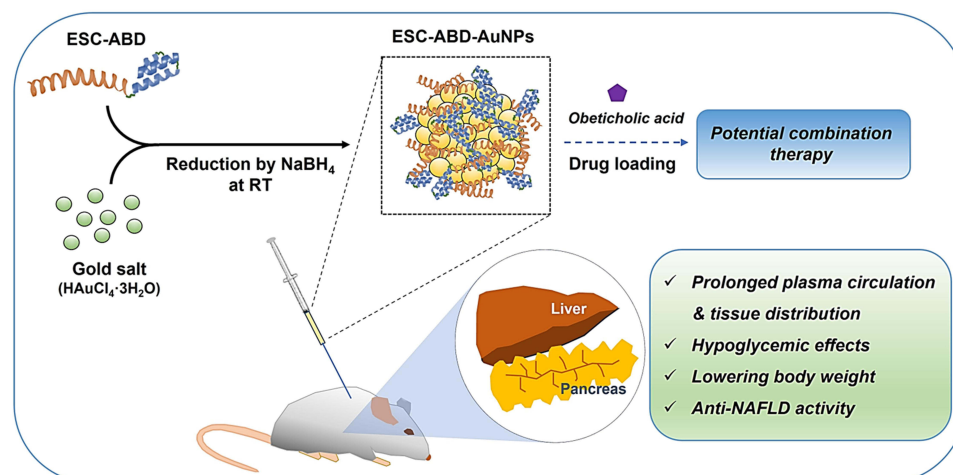 ESC-ABD
ESC-ABD-AuNPs
Reduction by NaBH₄
at RT
Gold salt
(HAuCl₄·3H₂O)
Obeticholic acid
Drug loading
Potential combination
therapy
Liver
Pancreas
✓ Prolonged plasma circulation
& tissue distribution
✓ Hypoglycemic effects
✓ Lowering body weight
✓ Anti-NAFLD activity